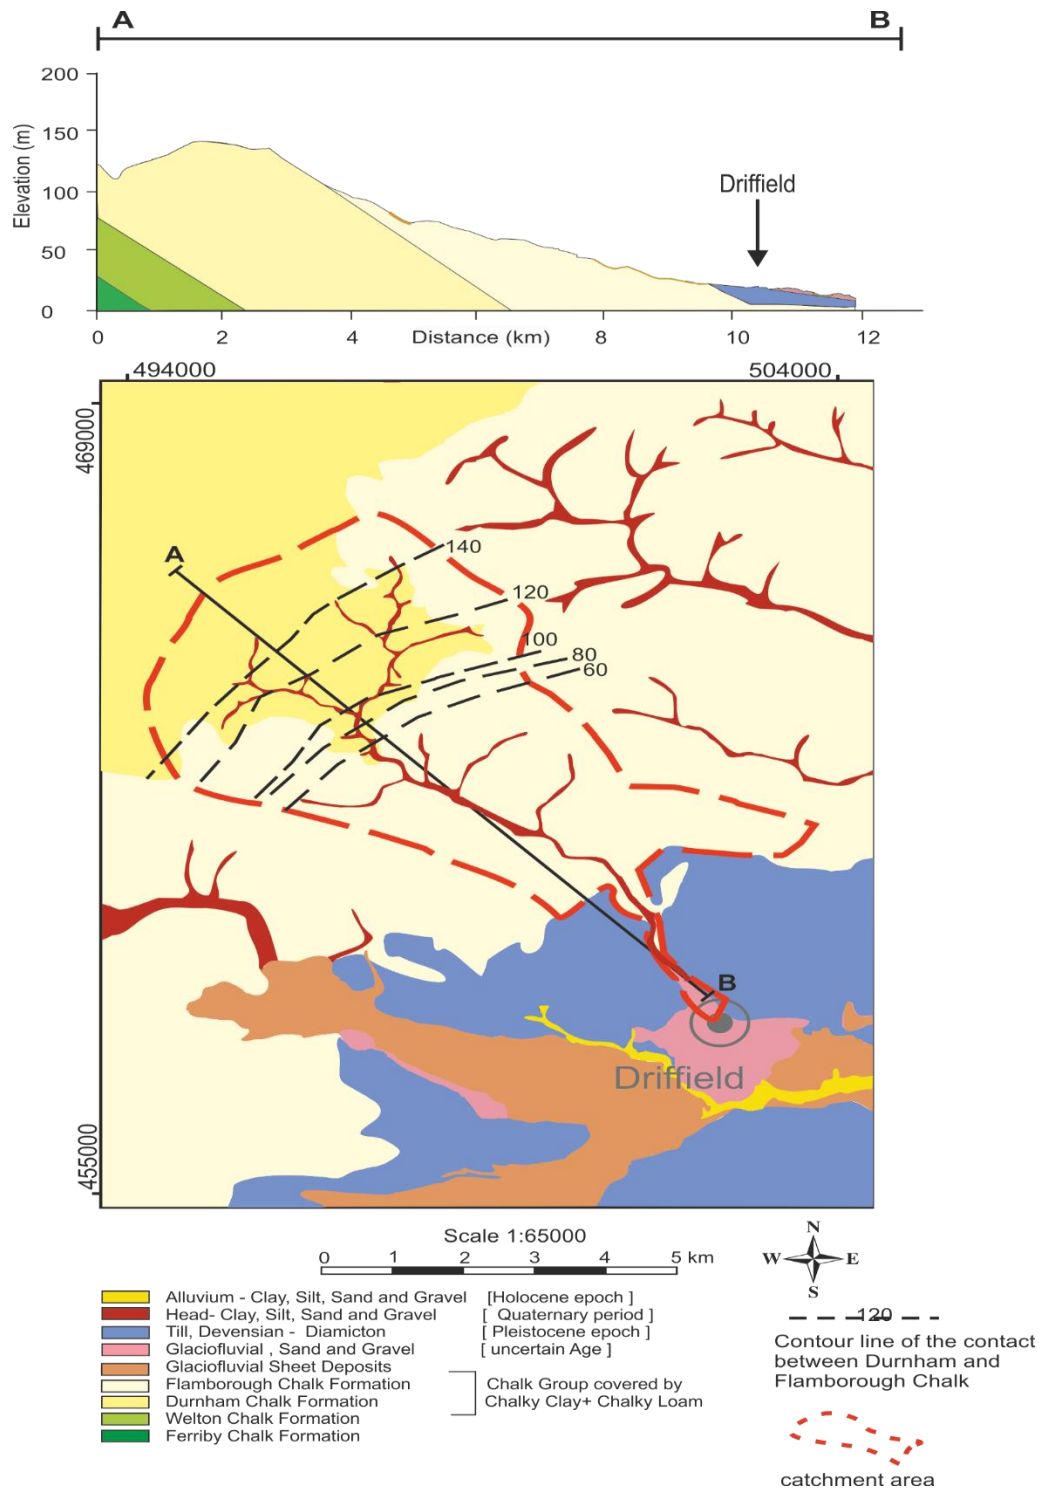 A B
200
150
100
50
0
Elevation (m)
Driffield
0 2 4 Distance (km) 8 10 12
494000 504000
469000
455000
A
140
120
100
80
60
B
Driffield
Scale 1:65000
0 1 2 3 4 5 km
N
W E
S
Alluvium - Clay, Silt, Sand and Gravel [Holocene epoch ]
Head- Clay, Silt, Sand and Gravel [ Quaternary period ]
Till, Devensian - Diamicton [ Pleistocene epoch ]
Glaciofluvial , Sand and Gravel [ uncertain Age ]
Glaciofluvial Sheet Deposits
Flamborough Chalk Formation
Durnham Chalk Formation
Welton Chalk Formation
Ferriby Chalk Formation
Chalk Group covered by
Chalky Clay+ Chalky Loam
120
Contour line of the contact
between Durnham and
Flamborough Chalk
catchment area